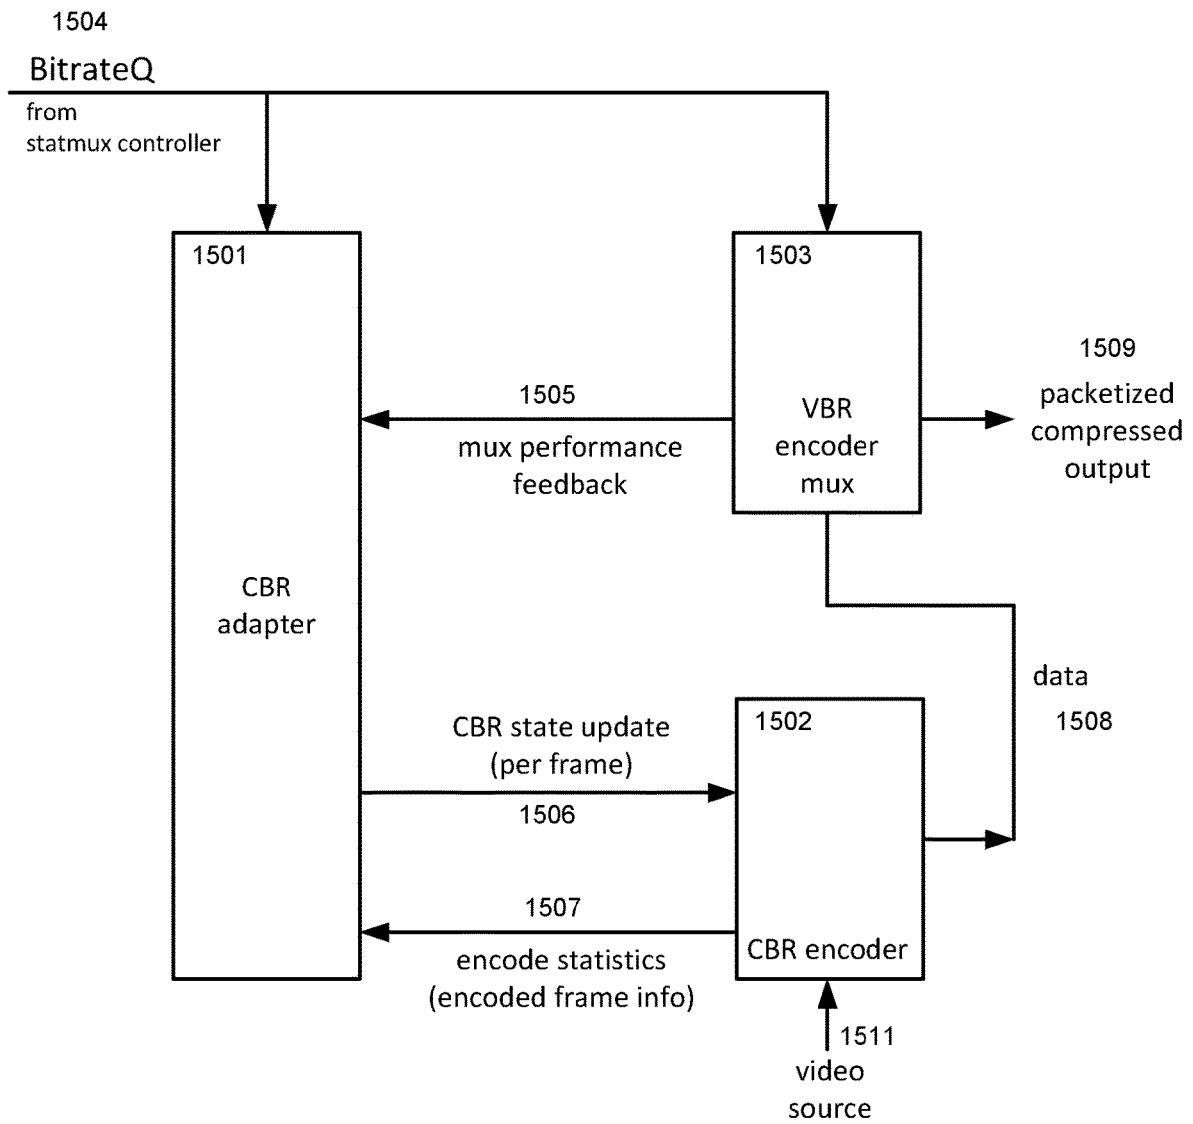 1504
BitrateQ
from
statmux controller
1501
1503
1509
packetized
compressed
output
1505
mux performance
feedback
VBR
encoder
mux
CBR
adapter
data
1508
CBR state update
(per frame)
1506
1502
1507
encode statistics
(encoded frame info)
CBR encoder
1511
video
source